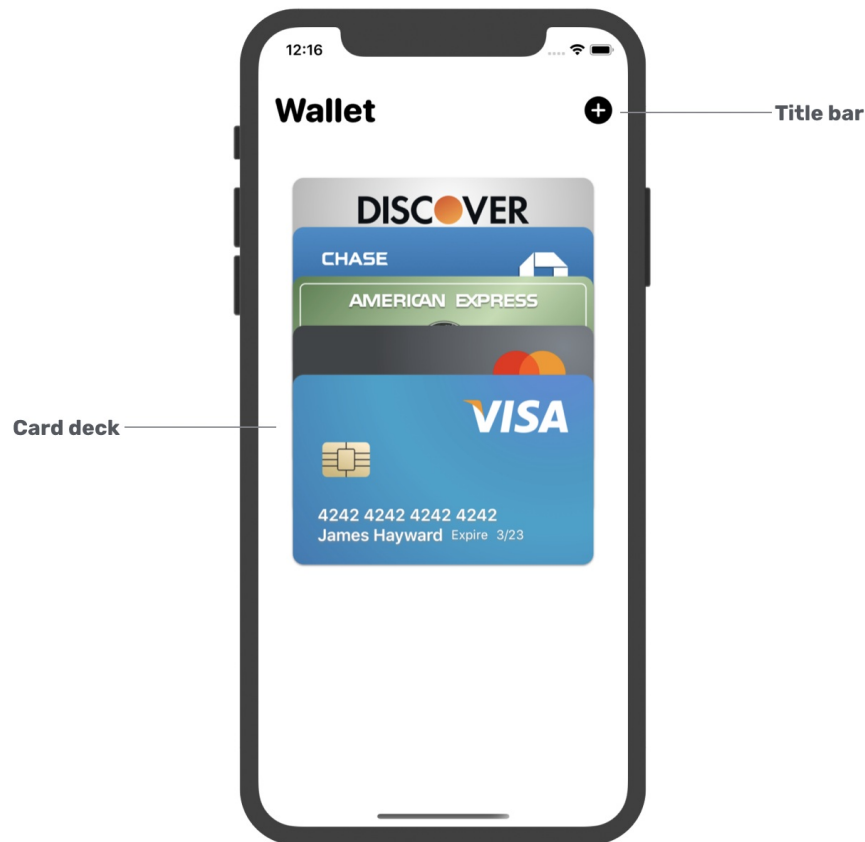 12:16
Wallet
Title bar
DISCOVER
CHASE
AMERICAN EXPRESS
VISA
Card deck
4242 4242 4242 4242
James Hayward Expire 3/23